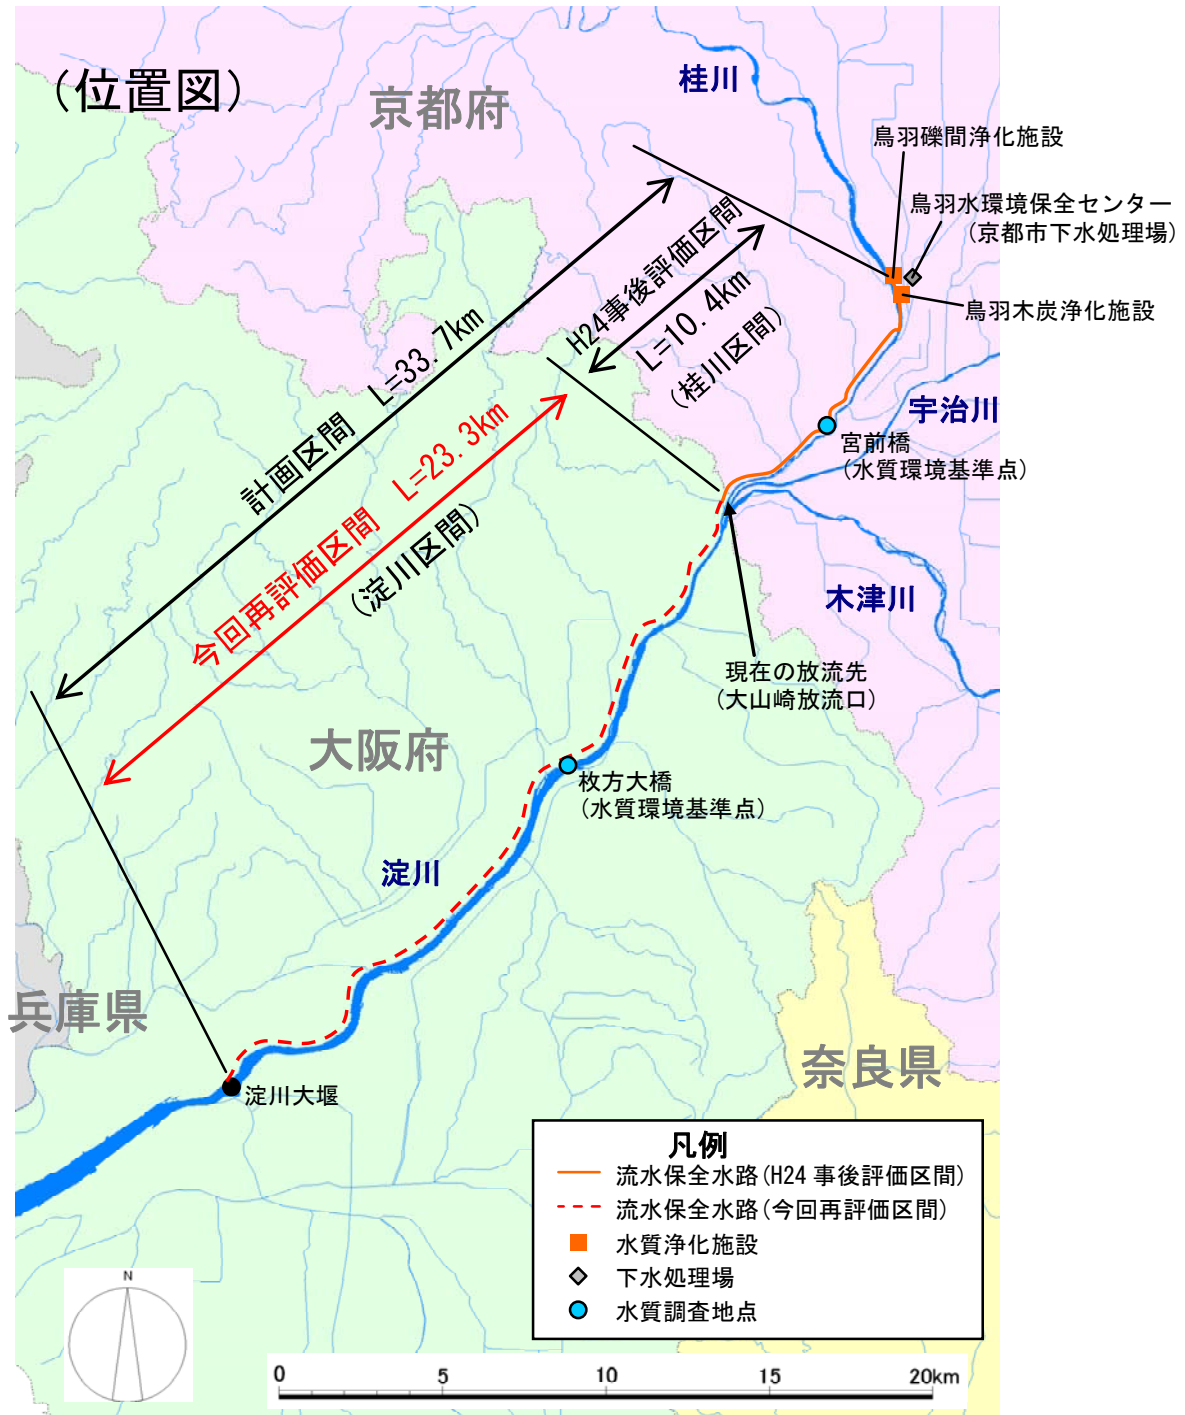 (位置図)
京都府
桂川
鳥羽礫間浄化施設
鳥羽水環境保全センター
(京都市下水処理場)
鳥羽木炭浄化施設
H24事後評価区間
L=10.4km
(桂川区間)
計画区間 L=33.7km
今回再評価区間 L=23.3km
(淀川区間)
宇治川
宮前橋
(水質環境基準点)
木津川
現在の放流先
(大山崎放流口)
大阪府
枚方大橋
(水質環境基準点)
淀川
兵庫県
奈良県
淀川大堰
凡例
流水保全水路(H24 事後評価区間)
流水保全水路(今回再評価区間)
水質浄化施設
下水処理場
水質調査地点
N
0 5 10 15 20km